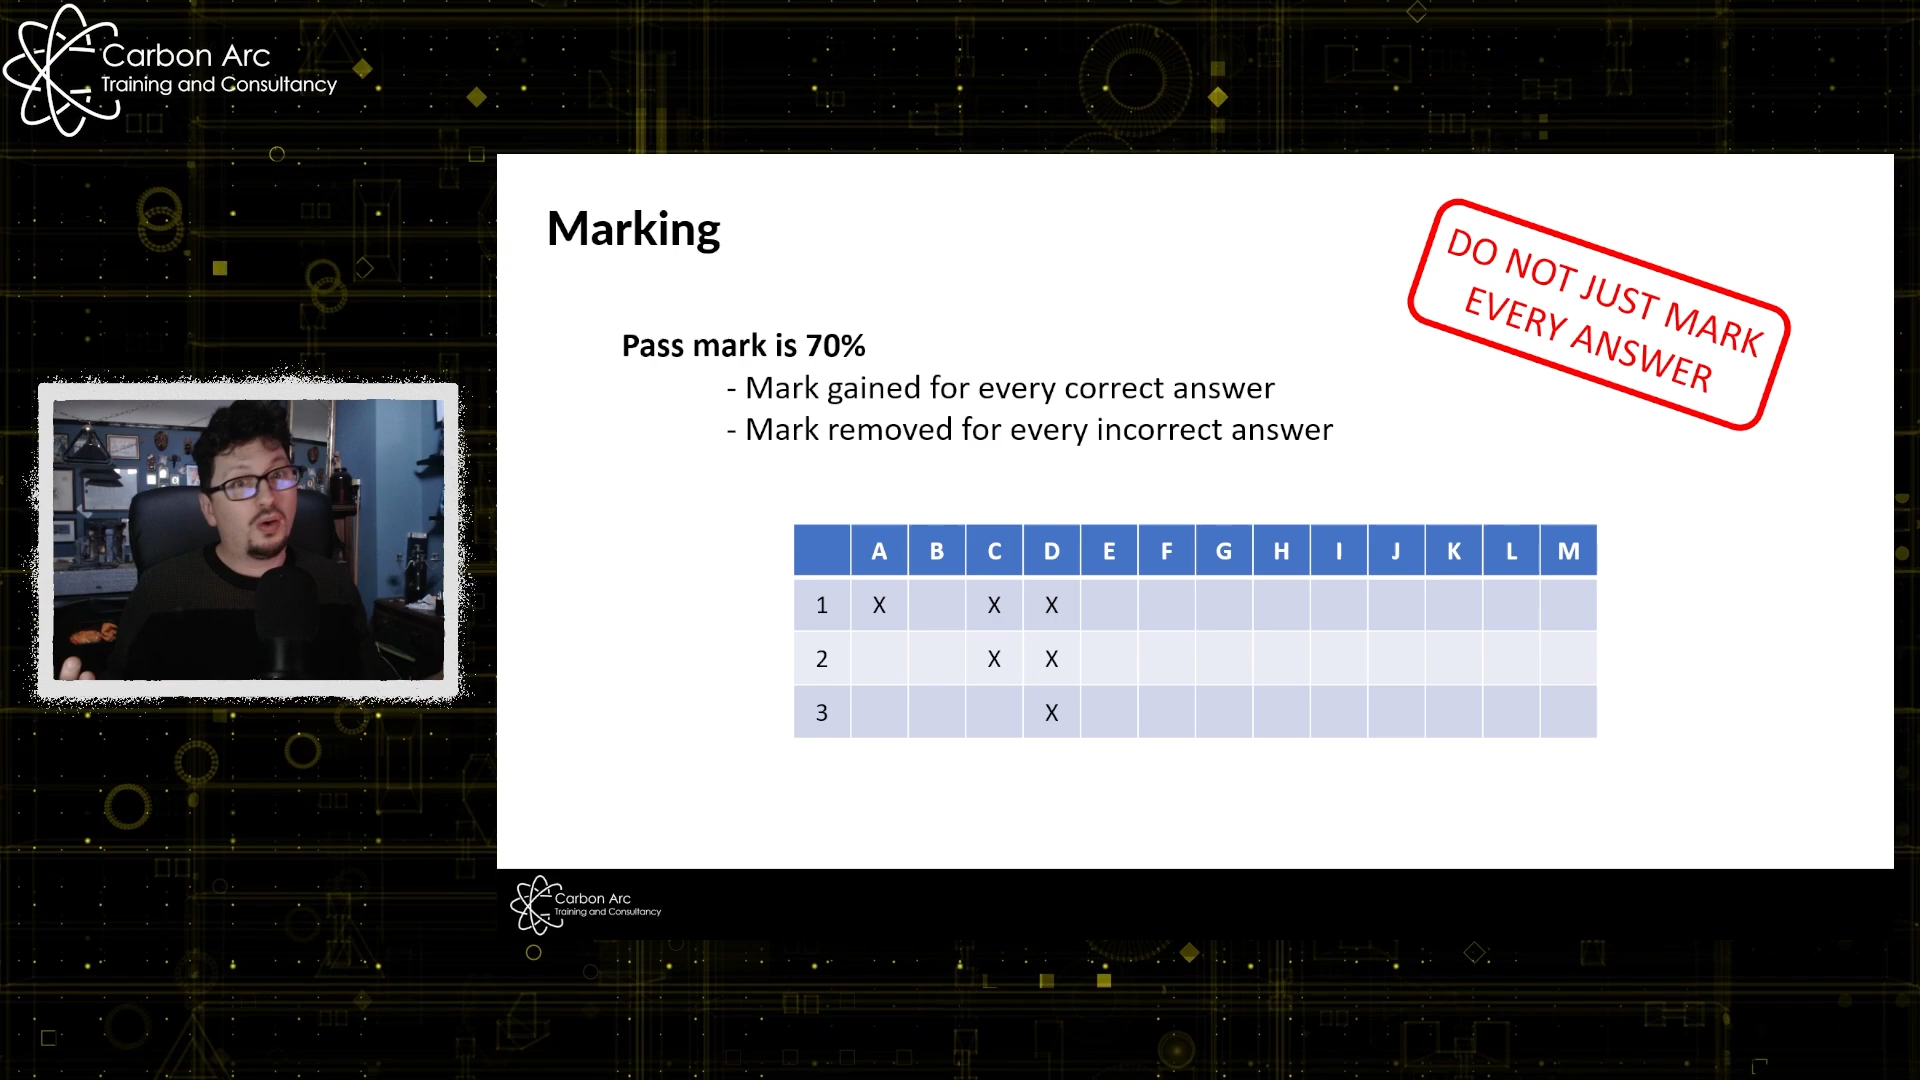 Carbon Arc
Training and Consultancy
Marking
DO NOT JUST MARK
EVERY ANSWER
Pass mark is 70%
- Mark gained for every correct answer
- Mark removed for every incorrect answer
A B C D E F G H I J K L M
1 X X X
2 X X
3 X
Carbon Arc
Training and Consultancy